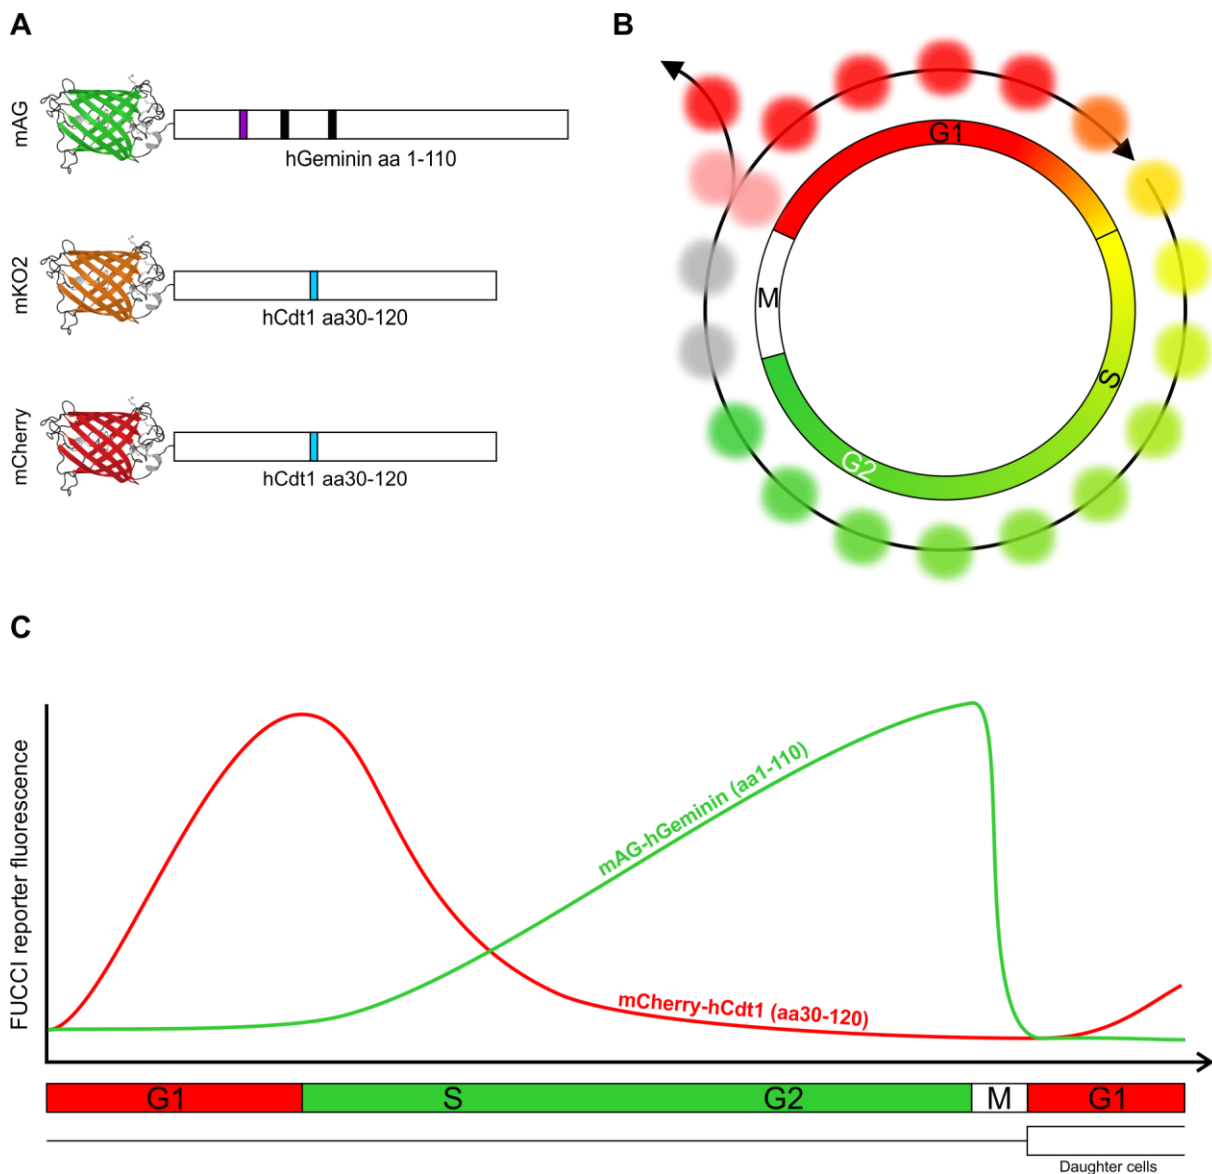 A
mAG
hGeminin aa 1-110
mKO2
hCdt1 aa30-120
mCherry
hCdt1 aa30-120
B
G1
M
S
G2
C
FUCCI reporter fluorescence
mAG-hGeminin (aa1-110)
mCherry-hCdt1 (aa30-120)
G1 S G2 M G1
Daughter cells